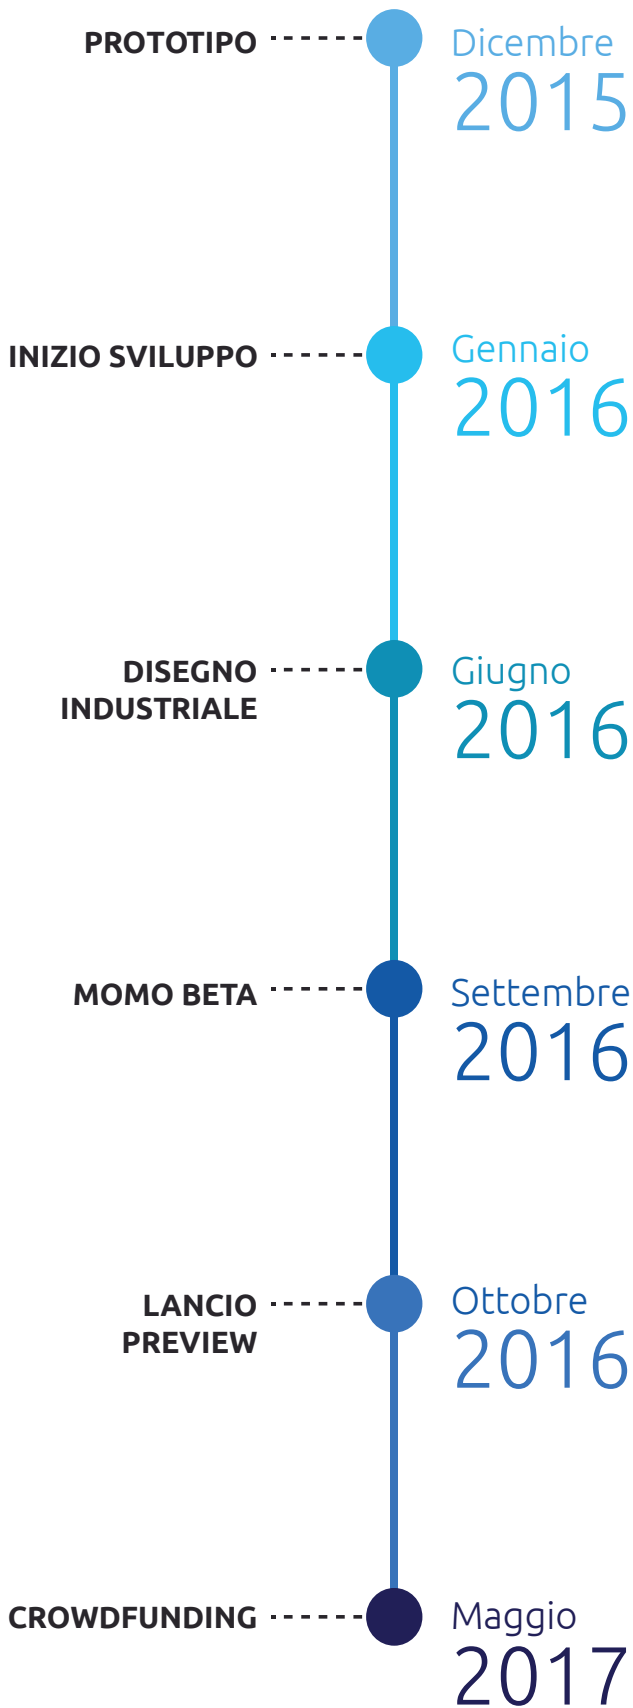 PROTOTIPO
Dicembre
2015
INIZIO SVILUPPO
Gennaio
2016
DISEGNO
INDUSTRIALE
Giugno
2016
MOMO BETA
Settembre
2016
LANCIO
PREVIEW
Ottobre
2016
CROWDFUNDING
Maggio
2017